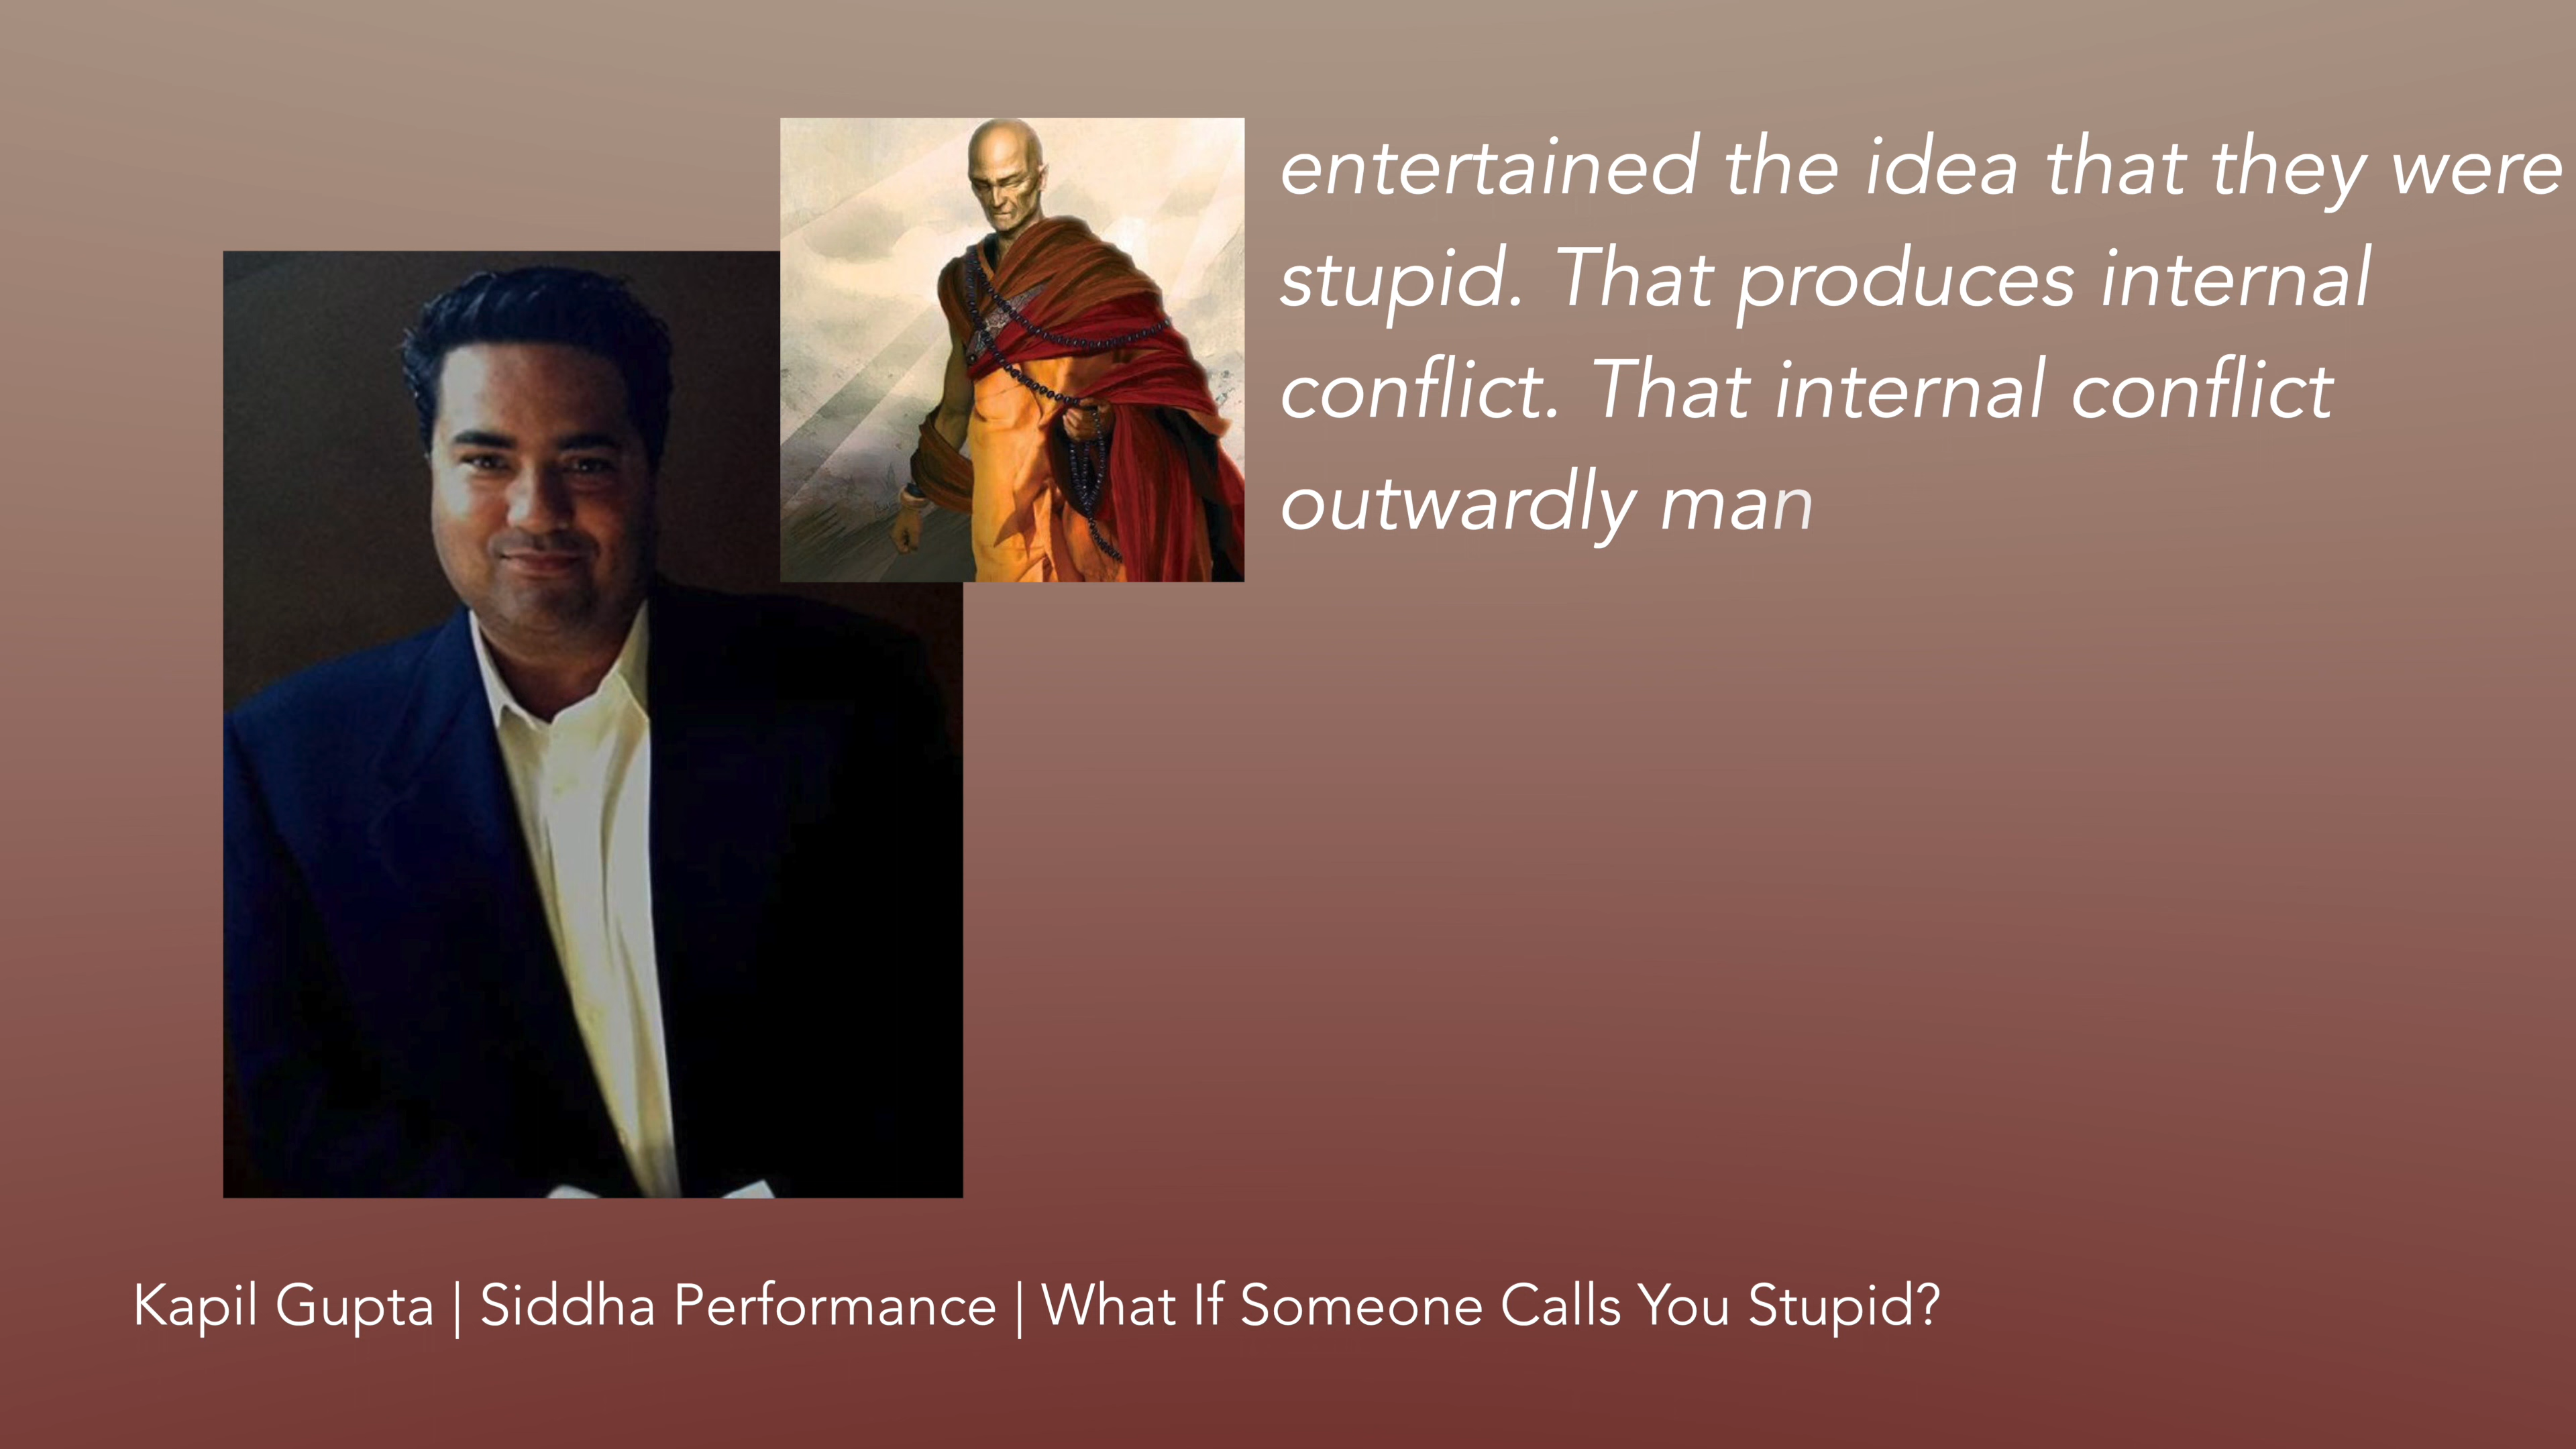 entertained the idea that they were
stupid. That produces internal
conflict. That internal conflict
outwardly man
Kapil Gupta | Siddha Performance | What If Someone Calls You Stupid?